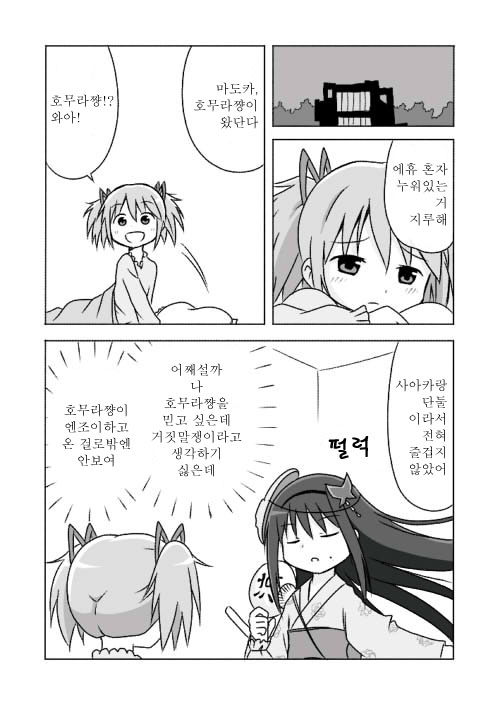 에휴 혼자
누워있는
거
지루해
마도카,
호무라쨩이
왔단다
호무라쨩!?
와아!
사야카랑
단둘
이라서
전혀
즐겁지
않았어
펄럭
어째설까
나
호무라쨩을
믿고 싶은데
거짓말쟁이라고
생각하기
싫은데
호무라쨩이
엔조이하고
온 걸로밖엔
안보여